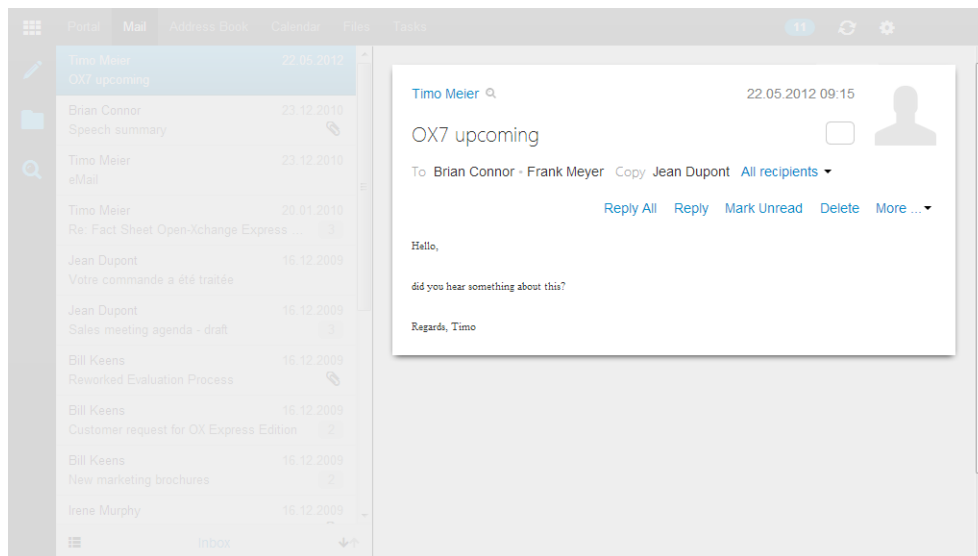 Portal Mail Address Book Calendar Files Tasks 11
Timo Meier 22.05.2012
OX7 upcoming
Brian Connor 23.12.2010
Speech summary
Timo Meier 23.12.2010
eMail
Timo Meier 20.01.2010
Re: Fact Sheet Open-Xchange Express ... 3
Jean Dupont 16.12.2009
Votre commande a été traitée
Jean Dupont 16.12.2009
Sales meeting agenda - draft 3
Bill Keens 16.12.2009
Reworked Evaluation Process
Bill Keens 16.12.2009
Customer request for OX Express Edition 2
Bill Keens 16.12.2009
New marketing brochures 2
Irene Murphy 16.12.2009
Inbox
Timo Meier 22.05.2012 09:15
OX7 upcoming
To Brian Connor • Frank Meyer Copy Jean Dupont All recipients
Reply All Reply Mark Unread Delete More ...
Hello,
did you hear something about this?
Regards, Timo